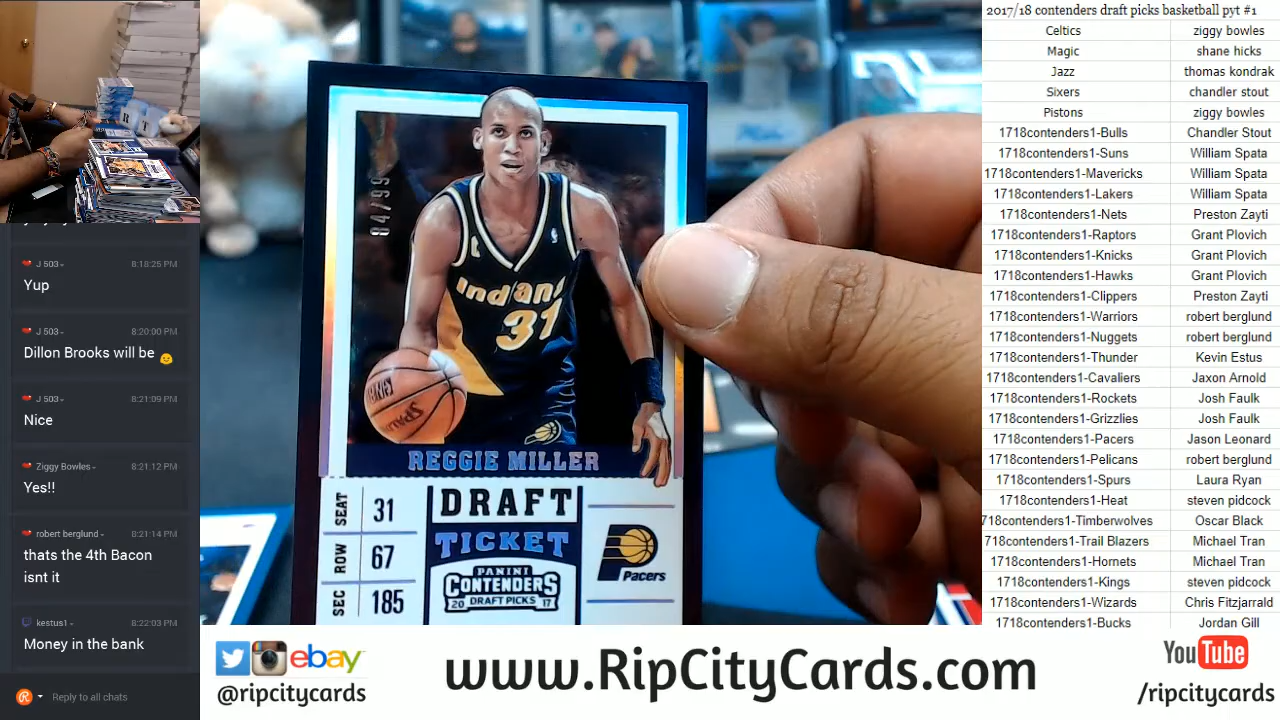 2017/18 contenders draft picks basketball pyt #1
Celtics ziggy bowles
Magic shane hicks
Jazz thomas kondrak
Sixers chandler stout
Pistons ziggy bowles
1718contenders1-Bulls Chandler Stout
1718contenders1-Suns William Spata
1718contenders1-Mavericks William Spata
1718contenders1-Lakers William Spata
1718contenders1-Nets Preston Zayti
1718contenders1-Raptors Grant Plovich
1718contenders1-Knicks Grant Plovich
1718contenders1-Hawks Grant Plovich
1718contenders1-Clippers Preston Zayti
1718contenders1-Warriors robert berglund
1718contenders1-Nuggets robert berglund
1718contenders1-Thunder Kevin Estus
1718contenders1-Cavaliers Jaxon Arnold
1718contenders1-Rockets Josh Faulk
1718contenders1-Grizzlies Josh Faulk
1718contenders1-Pacers Jason Leonard
1718contenders1-Pelicans robert berglund
1718contenders1-Spurs Laura Ryan
1718contenders1-Heat steven pidcock
718contenders1-Timberwolves Oscar Black
718contenders1-Trail Blazers Michael Tran
1718contenders1-Hornets Michael Tran
1718contenders1-Kings steven pidcock
1718contenders1-Wizards Chris Fitzjarrald
1718contenders1-Bucks Jordan Gill
J 503 8:18:25 PM
Yup
J 503 8:20:00 PM
Dillon Brooks will be
J 503 8:21:09 PM
Nice
Ziggy Bowles 8:21:12 PM
Yes!!
robert berglund 8:21:14 PM
thats the 4th Bacon
isnt it
kestus1 8:22:03 PM
Money in the bank
Reply to all chats
84/99
Indiana
31
SPALDING
REGGIE MILLER
SEAT 31
ROW 67
SEC 185
DRAFT
TICKET
PANINI
CONTENDERS
20 DRAFT PICKS 17
Pacers
ebay
@ripcitycards
www.RipCityCards.com
YouTube
/ripcitycards